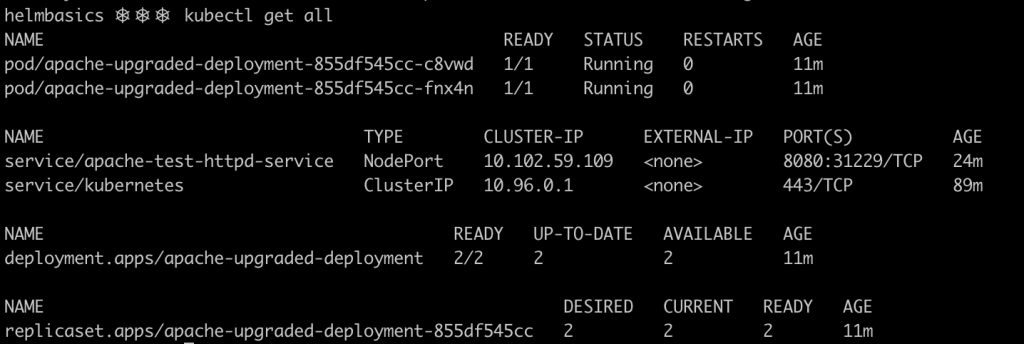 helmbasics ⎈⎈⎈ kubectl get all
NAME READY STATUS RESTARTS AGE
pod/apache-upgraded-deployment-855df545cc-c8vwd 1/1 Running 0 11m
pod/apache-upgraded-deployment-855df545cc-fnx4n 1/1 Running 0 11m
NAME TYPE CLUSTER-IP EXTERNAL-IP PORT(S) AGE
service/apache-test-httpd-service NodePort 10.102.59.109 <none> 8080:31229/TCP 24m
service/kubernetes ClusterIP 10.96.0.1 <none> 443/TCP 89m
NAME READY UP-TO-DATE AVAILABLE AGE
deployment.apps/apache-upgraded-deployment 2/2 2 2 11m
NAME DESIRED CURRENT READY AGE
replicaset.apps/apache-upgraded-deployment-855df545cc 2 2 2 11m